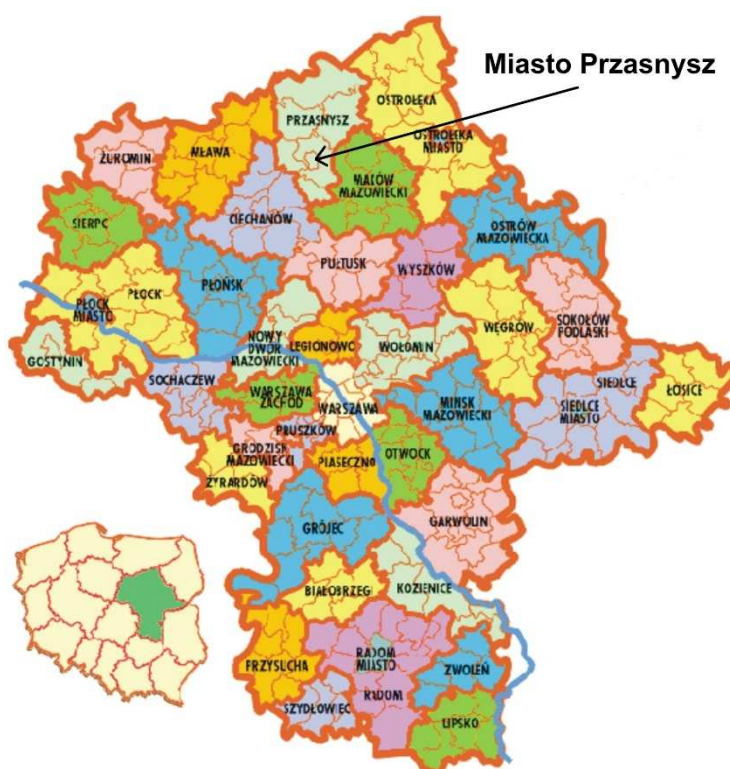 Miasto Przasnysz
OSTROŁĘKA
PRZASNYSZ
OSTROŁĘKA
MIASTO
ŻUROMIN
MŁAWA
MAKÓW
MAZOWIECKI
CIECHANÓW
SIERPC
OSTRÓW
MAZOWIECKA
PUŁTUSK
WYSZKÓW
PŁOŃSK
PŁOCK
PŁOCK
MIASTO
WĘGRÓW
SOKOŁÓW
PODLASKI
NOWY
DWÓR
MAZOWIECKI
LEGIONOWO
WOŁOMIN
GOSTYNIN
SOCHACZEW
WARSZAWA
ZACHÓD
WARSZAWA
MIŃSK
MAZOWIECKI
SIEDLCE
SIEDLCE
MIASTO
ŁOSICE
PRUSZKÓW
GRODZISK
MAZOWIECKI
PIASECZNO
OTWOCK
ŻYRARDÓW
GRÓJEC
GARWOLIN
BIAŁOBRZEGI
KOZIENICE
RADOM
MIASTO
PRZYSUCHA
ZWOLEŃ
RADOM
SZYDŁOWIEC
LIPSKO